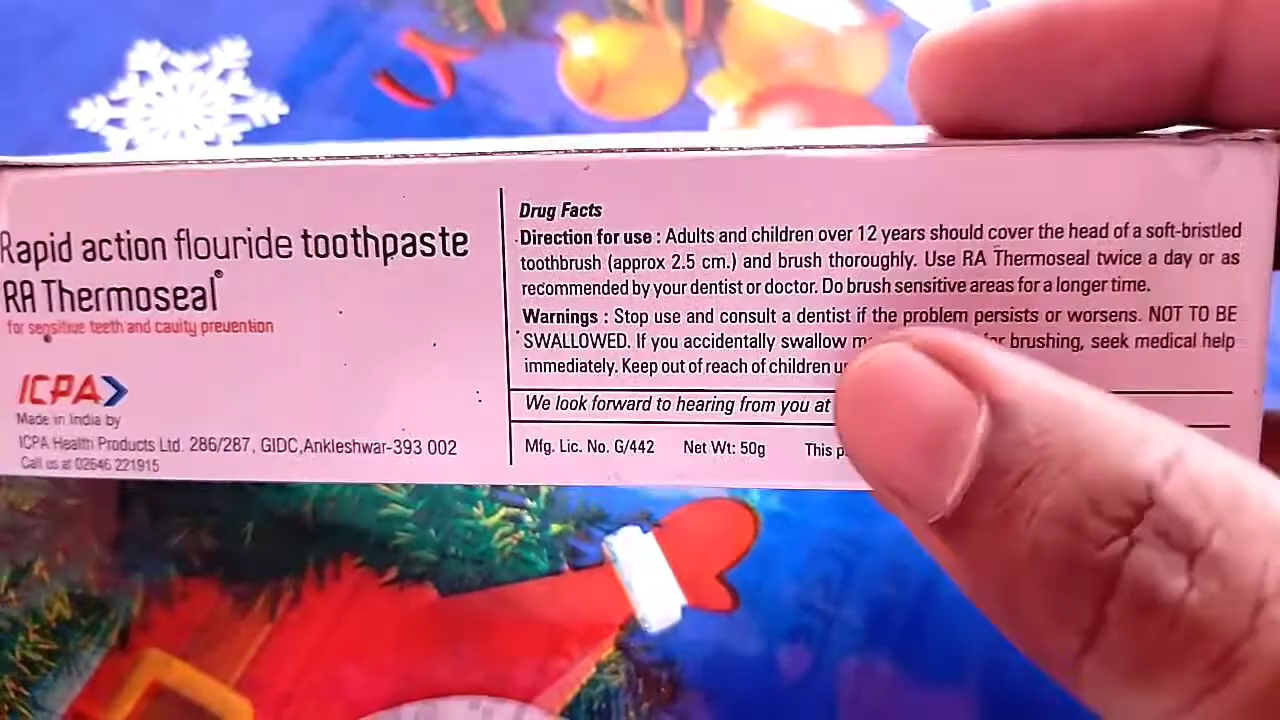 Rapid action flouride toothpaste
RA Thermoseal®
for sensitive teeth and cavity prevention
ICPA
Made in India by
ICPA Health Products Ltd. 286/287, GIDC,Ankleshwar-393 002
Call us at 02646 221915
Drug Facts
Direction for use : Adults and children over 12 years should cover the head of a soft-bristled
toothbrush (approx 2.5 cm.) and brush thoroughly. Use RA Thermoseal twice a day or as
recommended by your dentist or doctor. Do brush sensitive areas for a longer time.
Warnings : Stop use and consult a dentist if the problem persists or worsens. NOT TO BE
SWALLOWED. If you accidentally swallow brushing, seek medical help
immediately. Keep out of reach of children
We look forward to hearing from you at
Mfg. Lic. No. G/442 Net Wt: 50g This